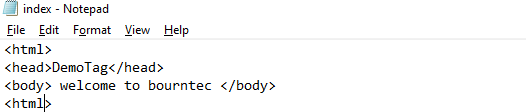 index - Notepad
File Edit Format View Help
<html>
<head>DemoTag</head>
<body> welcome to bourntec </body>
<html>